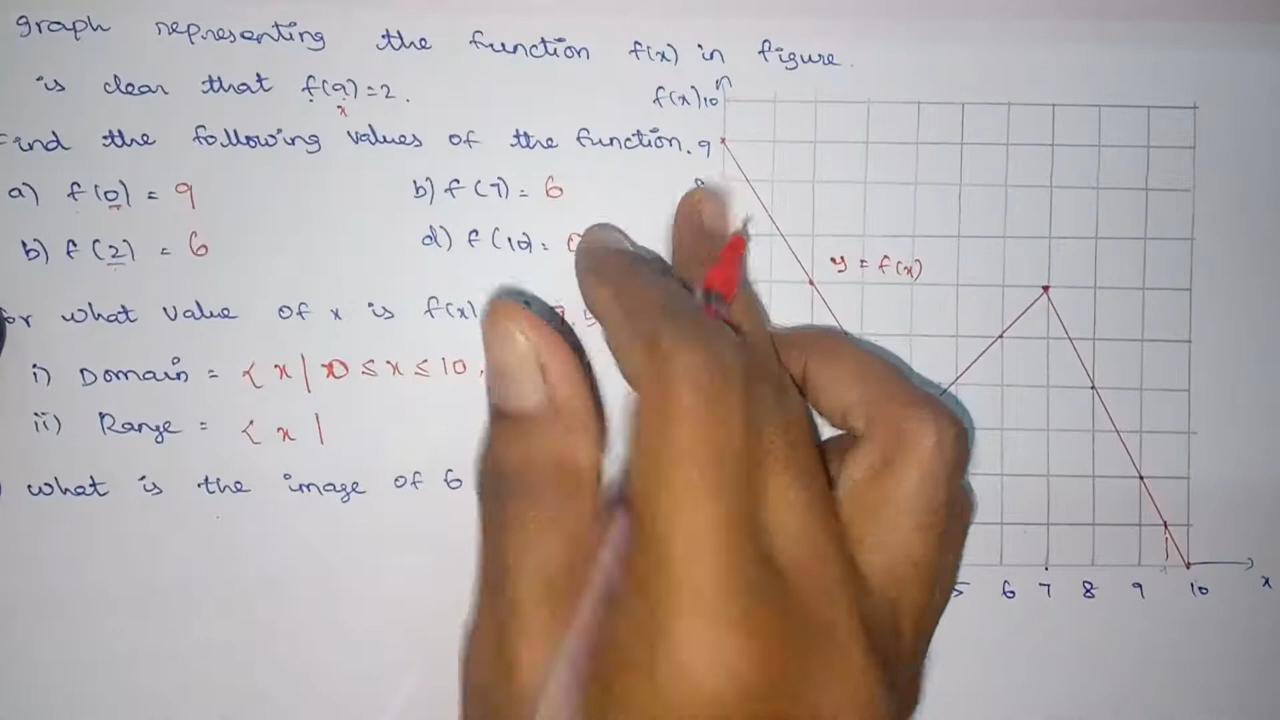 graph representing the function f(x) in figure.
is clear that f(9)=2.
x
Find the following values of the function.
a) f(0) = 9
b) f(7) = 6
b) f(2) = 6
d) f(10) =
or what value of x is f(x)
i) Domain = { x | 0 ≤ x ≤ 10,
ii) Range = { x |
what is the image of 6
f(x) 10
9
y = f(x)
5 6 7 8 9 10 x